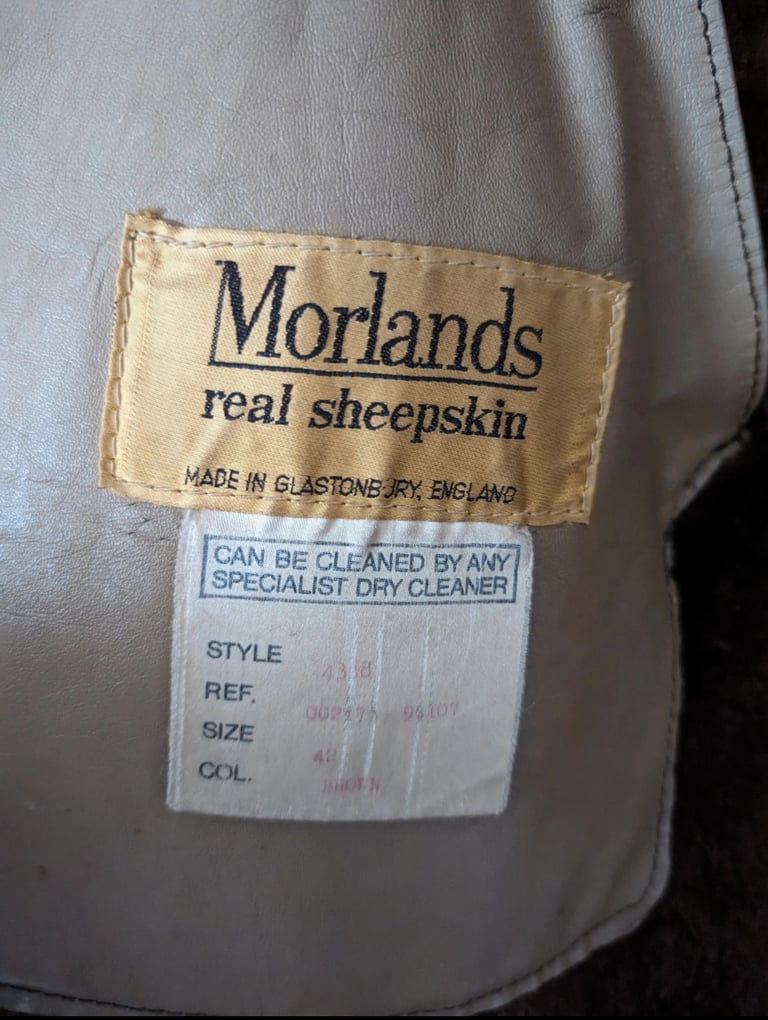 Morlands
real sheepskin
MADE IN GLASTONBURY, ENGLAND
CAN BE CLEANED BY ANY
SPECIALIST DRY CLEANER
STYLE
REF.
SIZE 42
COL. BROWN